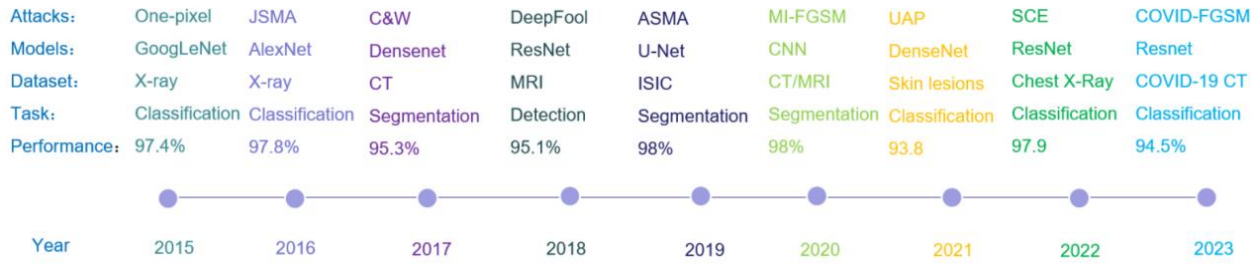 Attacks: One-pixel JSMA C&W DeepFool ASMA MI-FGSM UAP SCE COVID-FGSM
Models: GoogLeNet AlexNet Densenet ResNet U-Net CNN DenseNet ResNet Resnet
Dataset: X-ray X-ray CT MRI ISIC CT/MRI Skin lesions Chest X-Ray COVID-19 CT
Task: Classification Classification Segmentation Detection Segmentation Segmentation Classification Classification Classification
Performance: 97.4% 97.8% 95.3% 95.1% 98% 98% 93.8 97.9 94.5%
Year 2015 2016 2017 2018 2019 2020 2021 2022 2023